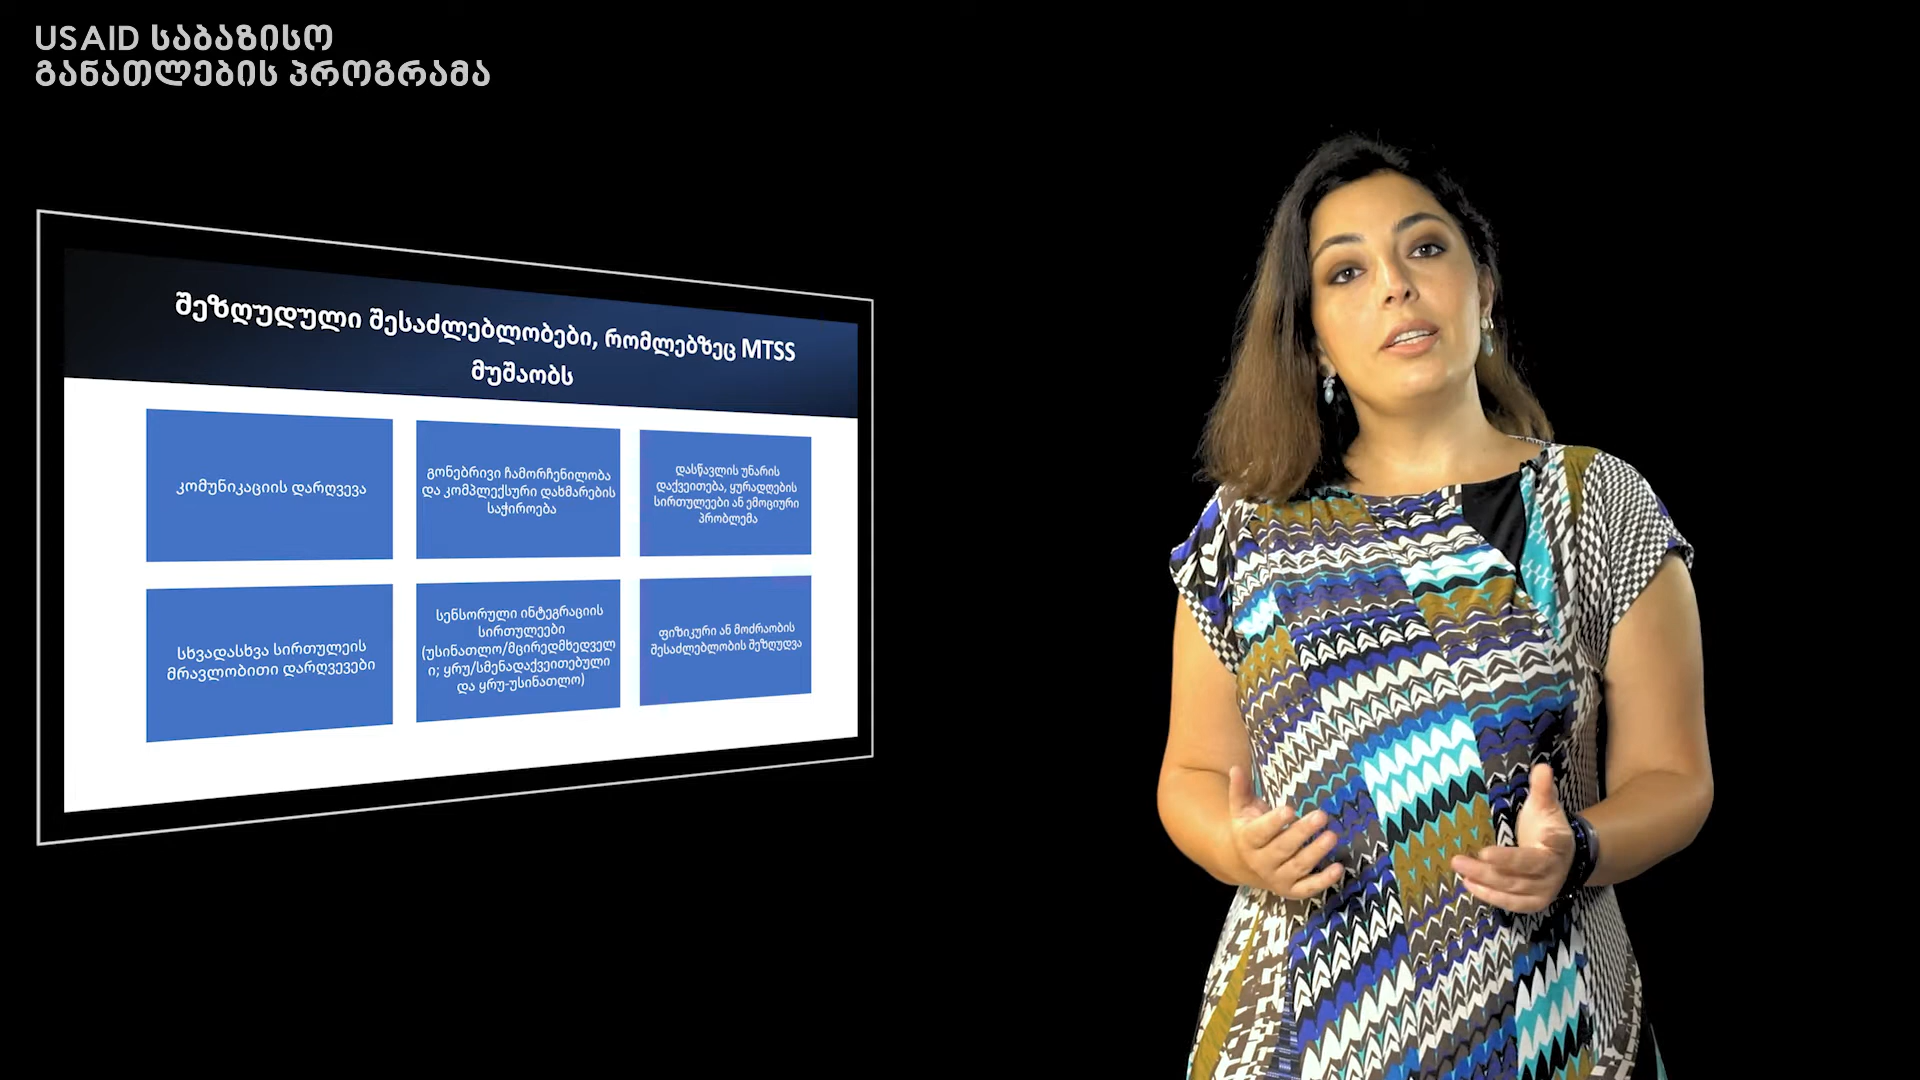 USAID ᲡᲐᲑᲐᲖᲘᲡᲝ
ᲒᲐᲜᲐᲗᲚᲔᲑᲘᲡ ᲞᲠᲝᲒᲠᲐᲛᲐ
შეზღუდული შესაძლებლობები, რომლებზეც MTSS
მუშაობს
კომუნიკაციის დარღვევა
გონებრივი ჩამორჩენილობა
და კომპლექსური დახმარების
საჭიროება
დასწავლის უნარის
დაქვეითება, ყურადღების
სირთულეები ან ემოციური
პრობლემა
სხვადასხვა სირთულეის
მრავლობითი დარღვევები
სენსორული ინტეგრაციის
სირთულეები
(უსინათლო/მცირედმხედველ
ი; ყრუ/სმენადაქვეითებული
და ყრუ-უსინათლო)
ფიზიკური ან მოძრაობის
შესაძლებლობის შეზღუდვა